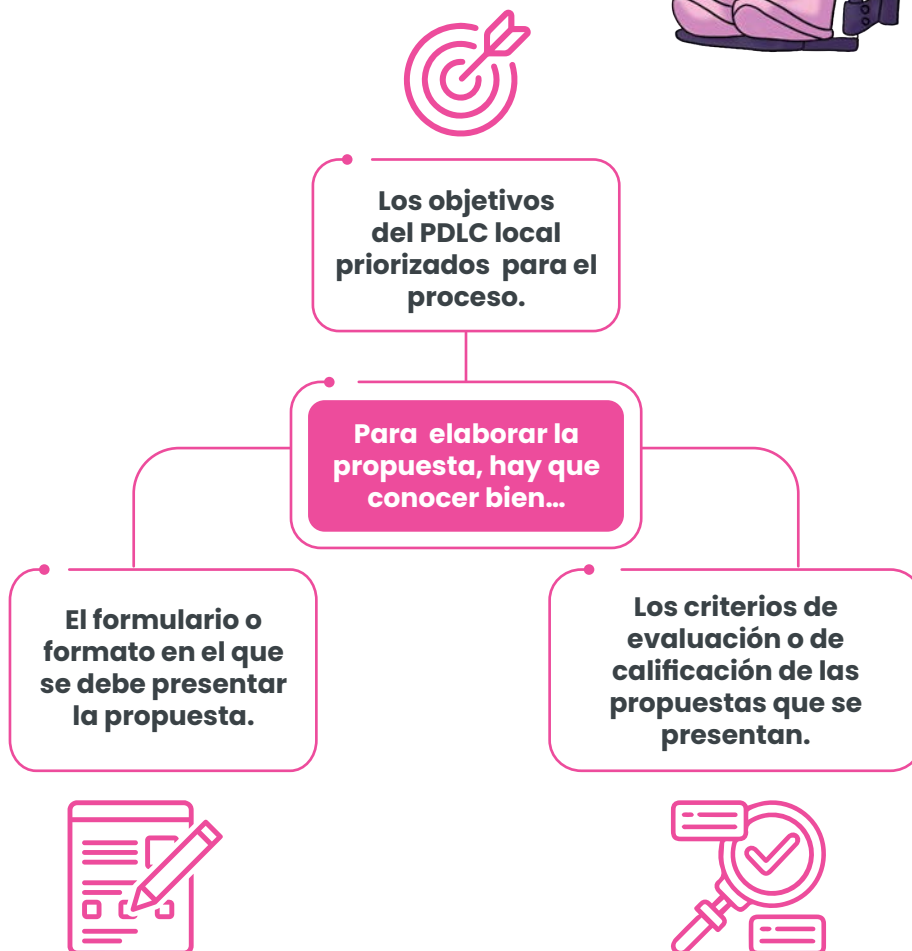 Los objetivos
del PDLC local
priorizados para el
proceso.
Para elaborar la
propuesta, hay que
conocer bien...
El formulario o
formato en el que
se debe presentar
la propuesta.
Los criterios de
evaluación o de
calificación de las
propuestas que se
presentan.